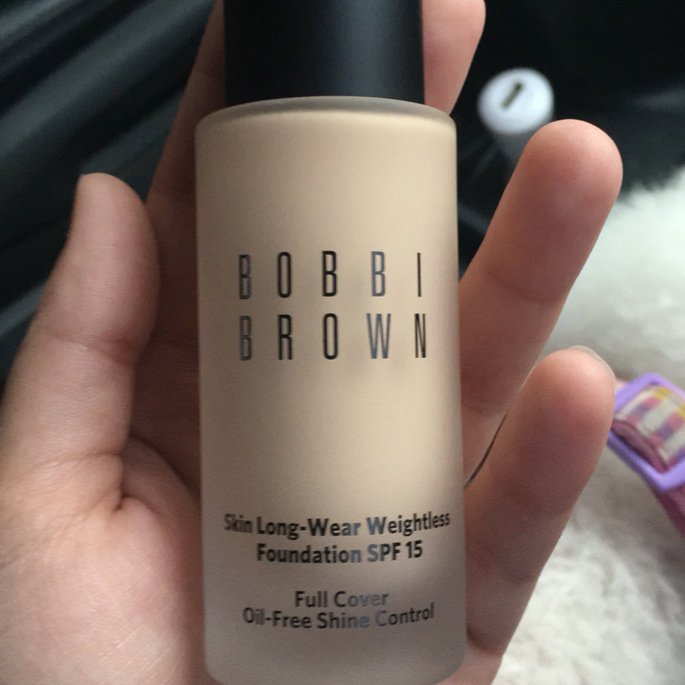 BOBBI
BROWN
Skin Long-Wear Weightless
Foundation SPF 15
Full Cover
Oil-Free Shine Control